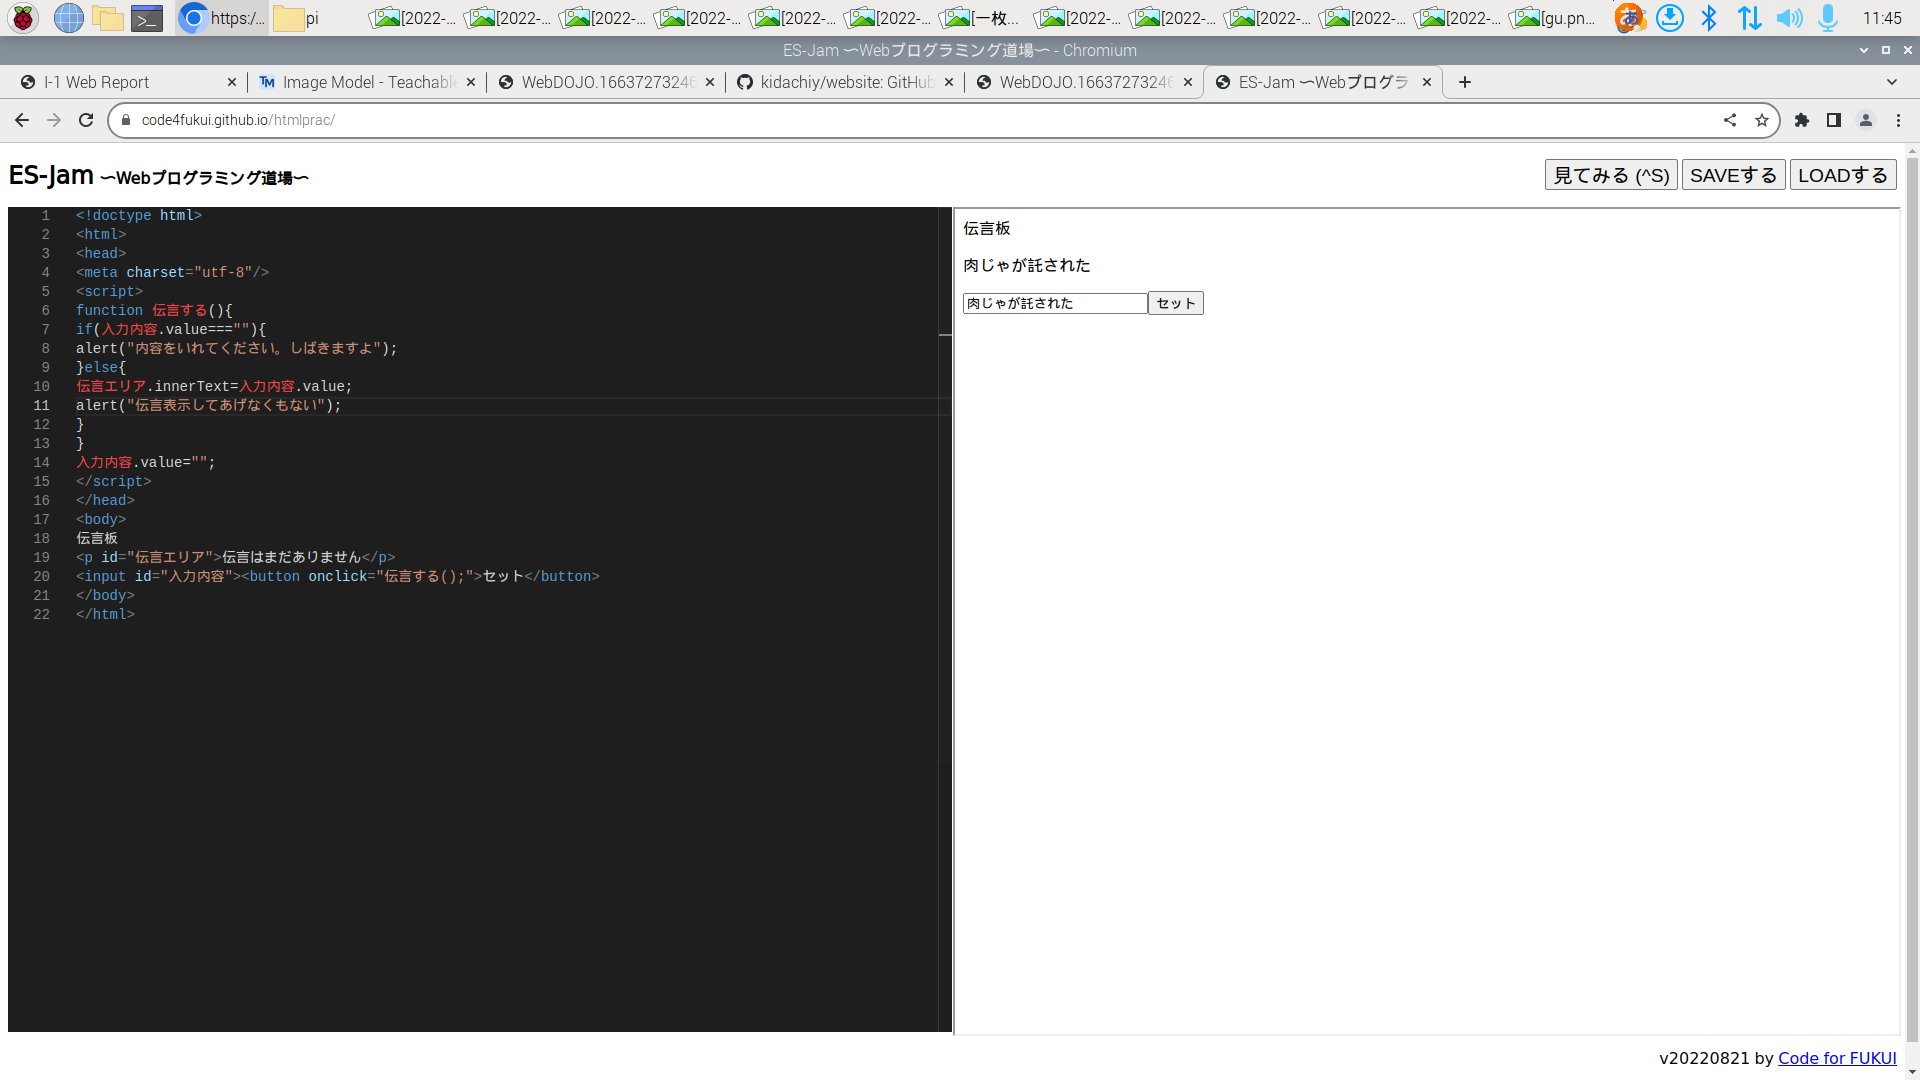 https:/...
pi
[2022-...
[2022-...
[2022-...
[2022-...
[2022-...
[2022-...
[一枚...
[2022-...
[2022-...
[2022-...
[2022-...
[2022-...
[gu.pn...
あ
11:45
ES-Jam 〜Webプログラミング道場〜 - Chromium
I-1 Web Report
TM Image Model - Teachable
WebDOJO.16637273246
kidachiy/website: GitHub
WebDOJO.16637273246
ES-Jam 〜Webプログラ
code4fukui.github.io/htmlprac/
ES-Jam 〜Webプログラミング道場〜
見てみる (^S)
SAVEする
LOADする
1 <!doctype html>
2 <html>
3 <head>
4 <meta charset="utf-8"/>
5 <script>
6 function 伝言する(){
7 if(入力内容.value===""){
8 alert("内容をいれてください。しばきますよ");
9 }else{
10 伝言エリア.innerText=入力内容.value;
11 alert("伝言表示してあげなくもない");
12 }
13 }
14 入力内容.value="";
15 </script>
16 </head>
17 <body>
18 伝言板
19 <p id="伝言エリア">伝言はまだありません</p>
20 <input id="入力内容"><button onclick="伝言する();">セット</button>
21 </body>
22 </html>
伝言板
肉じゃが託された
肉じゃが託された セット
v20220821 by Code for FUKUI